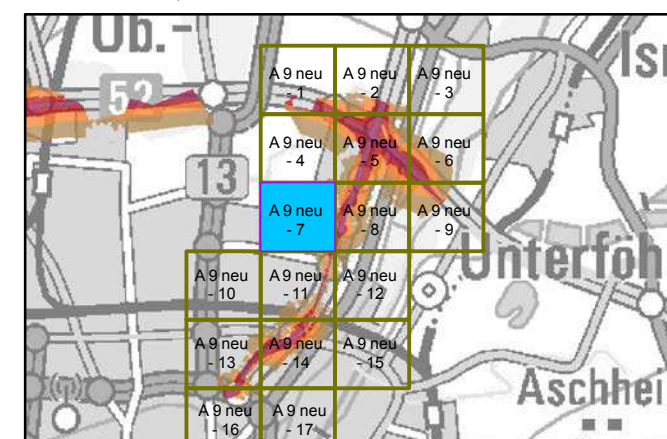 Ob.-
Isi
52
13
A 9 neu
- 1
A 9 neu
- 2
A 9 neu
- 3
A 9 neu
- 4
A 9 neu
- 5
A 9 neu
- 6
A 9 neu
- 7
A 9 neu
- 8
A 9 neu
- 9
Unterföh
A 9 neu
- 10
A 9 neu
- 11
A 9 neu
- 12
A 9 neu
- 13
A 9 neu
- 14
A 9 neu
- 15
Aschhei
A 9 neu
- 16
A 9 neu
- 17